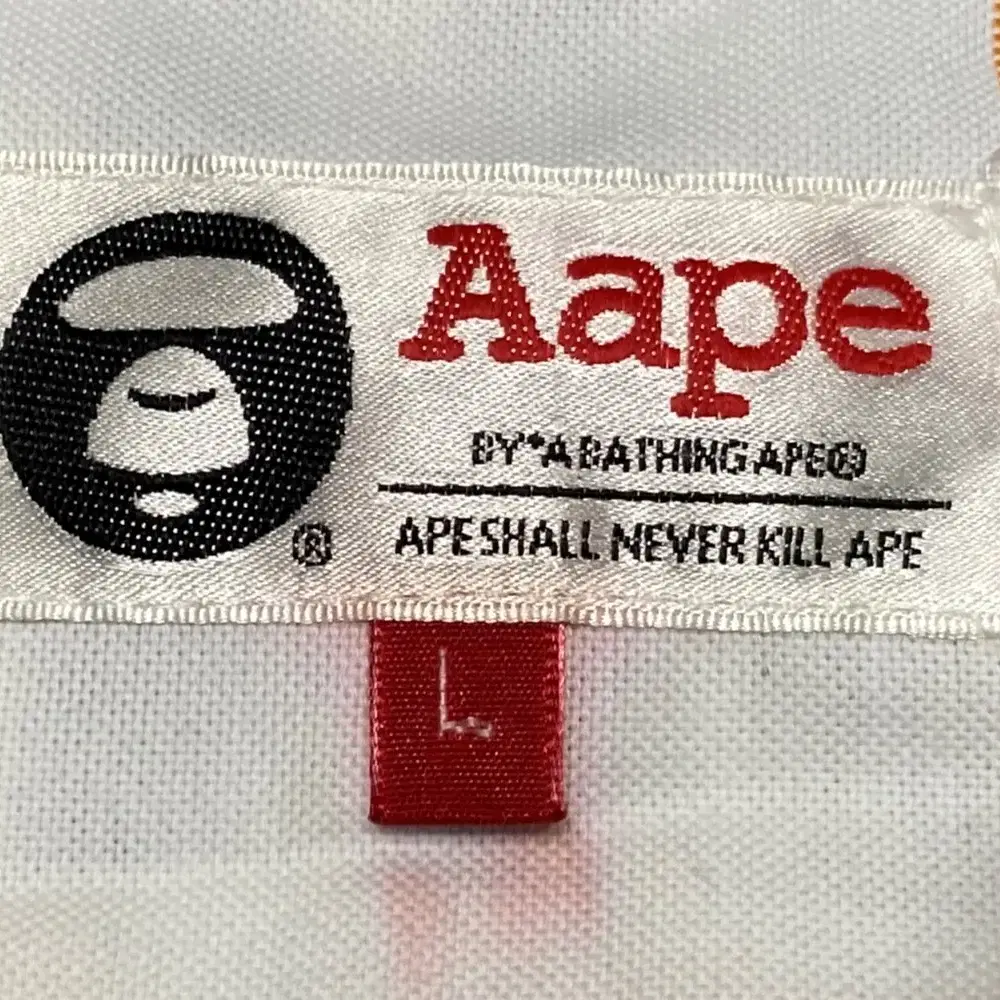 Aape
BY*A BATHING APE®
APE SHALL NEVER KILL APE
®
L